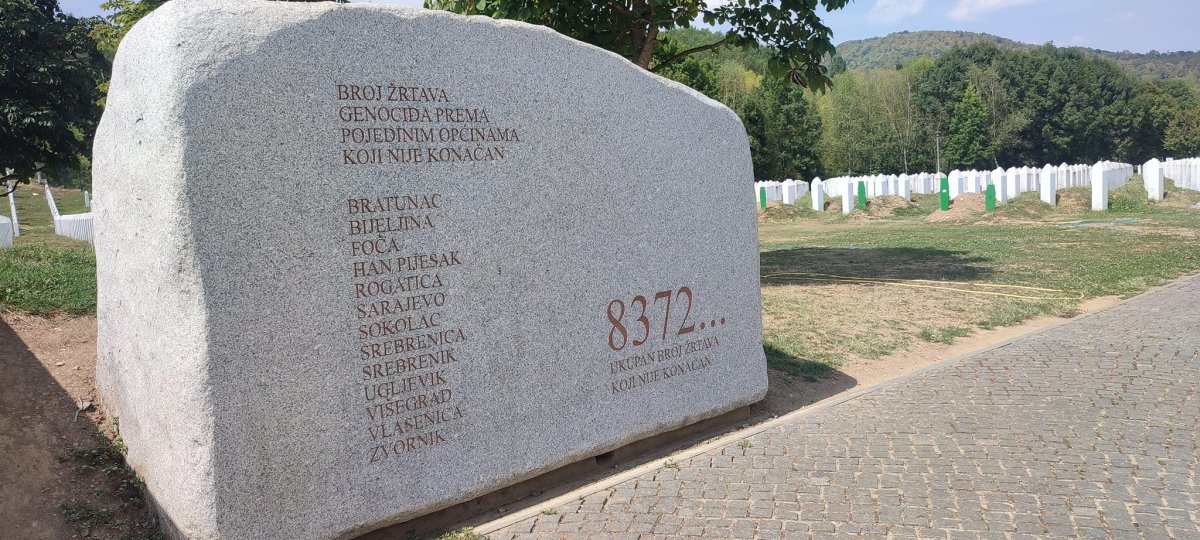 BROJ ŽRTAVA
GENOCIDA PREMA
POJEDINIM OPĆINAMA
KOJI NIJE KONAČAN
BRATUNAC
BIJELJINA
FOČA
HAN PIJESAK
ROGATICA
SARAJEVO
SOKOLAC
SREBRENICA
SREBRENIK
UGLJEVIK
VIŠEGRAD
VLASENICA
ZVORNIK
8372...
UKUPAN BROJ ŽRTAVA
KOJI NIJE KONAČAN